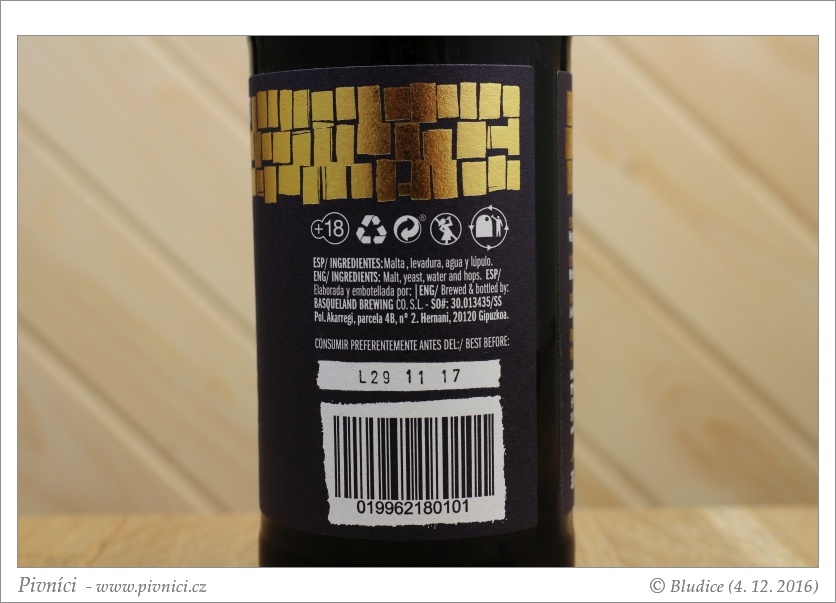 +18
®
ESP/ INGREDIENTES: Malta , levadura, agua y lúpulo.
ENG/ INGREDIENTS: Malt, yeast, water and hops. ESP/
Elaborada y embotellada por: | ENG/ Brewed & bottled by:
BASQUELAND BREWING CO. S.L. - SO#: 30.013435/SS
Pol. Akarregi, parcela 4B, nº 2. Hernani, 20120 Gipuzkoa.
CONSUMIR PREFERENTEMENTE ANTES DEL:/ BEST BEFORE:
L29 11 17
019962180101
Pivníci - www.pivnici.cz
© Bludice (4. 12. 2016)